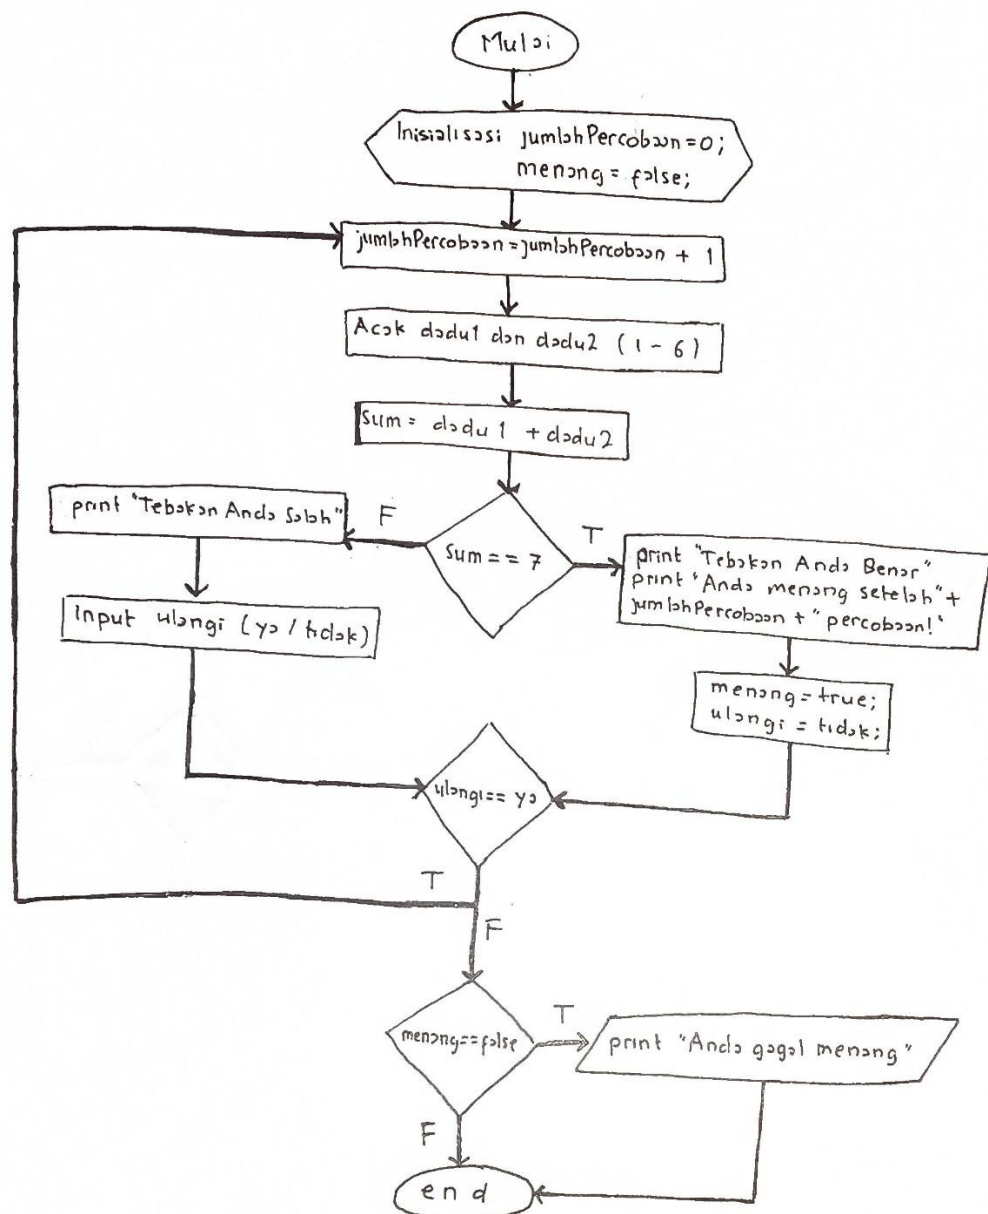 Mulai
Inisialisasi jumlahPercobaan=0;
menang = false;
jumlahPercobaan=jumlahPercobaan + 1
Acak dadu1 dan dadu2 (1 - 6)
Sum = dadu 1 + dadu2
Sum == 7
F
T
print "Tebakan Anda Salah"
Input ulangi (ya / tidak)
print "Tebakan Anda Benar"
print "Anda menang setelah" +
jumlahPercobaan + " percobaan!"
menang = true;
ulangi = tidak;
ulangi== ya
T
F
menang==false
T
print "Anda gagal menang"
F
end